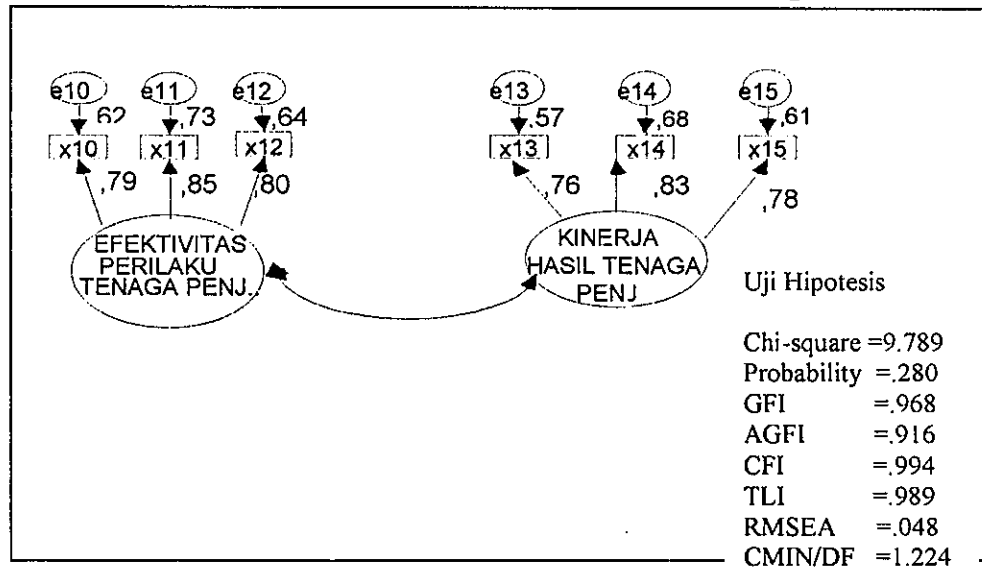 e10 e11 e12 e13 e14 e15
,62 ,73 ,64 ,57 ,68 ,61
x10 x11 x12 x13 x14 x15
,79 ,85 ,80 ,76 ,83 ,78
EFEKTIVITAS
PERILAKU
TENAGA PENJ..
KINERJA
HASIL TENAGA
PENJ
Uji Hipotesis
Chi-square =9.789
Probability =.280
GFI =.968
AGFI =.916
CFI =.994
TLI =.989
RMSEA =.048
CMIN/DF =1.224